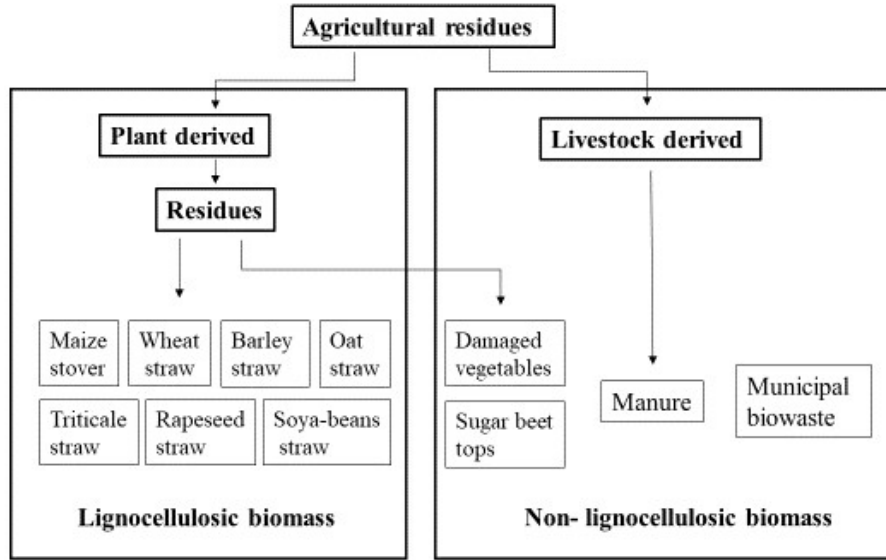 Agricultural residues
Plant derived
Livestock derived
Residues
Maize
stover
Wheat
straw
Barley
straw
Oat
straw
Triticale
straw
Rapeseed
straw
Soya-beans
straw
Damaged
vegetables
Sugar beet
tops
Manure
Municipal
biowaste
Lignocellulosic biomass
Non- lignocellulosic biomass